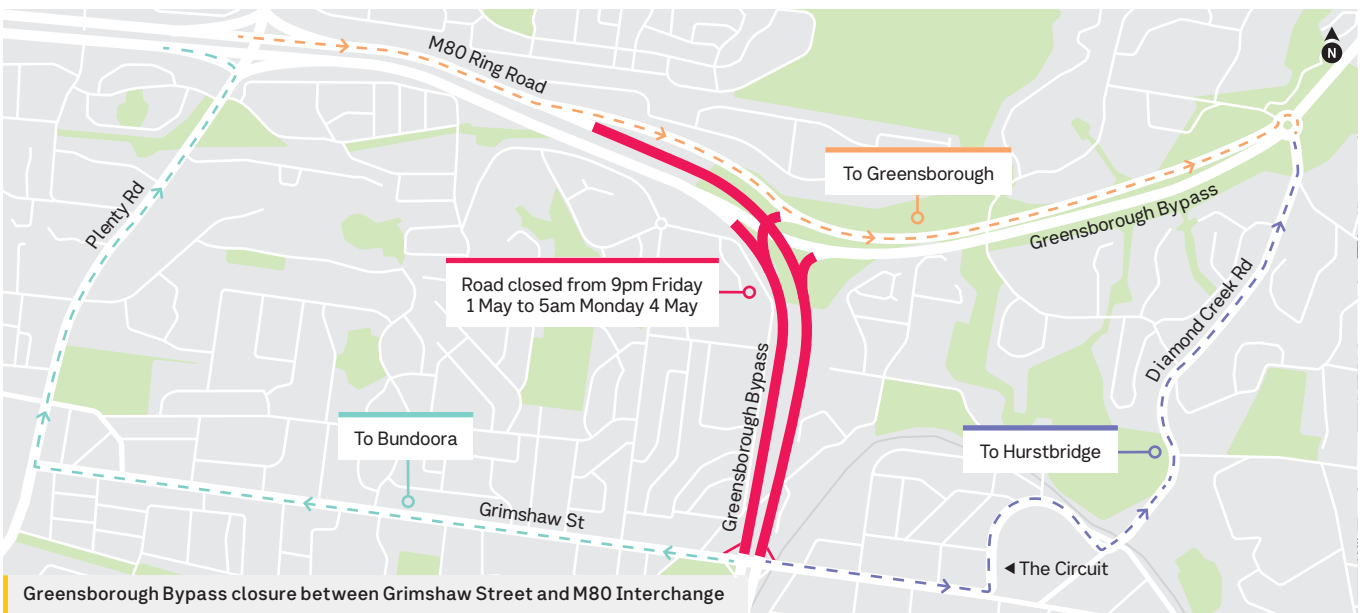 N
M80 Ring Road
To Greensborough
Plenty Rd
Greensborough Bypass
Road closed from 9pm Friday
1 May to 5am Monday 4 May
Diamond Creek Rd
Greensborough Bypass
To Bundoora
To Hurstbridge
Grimshaw St
The Circuit
Greensborough Bypass closure between Grimshaw Street and M80 Interchange